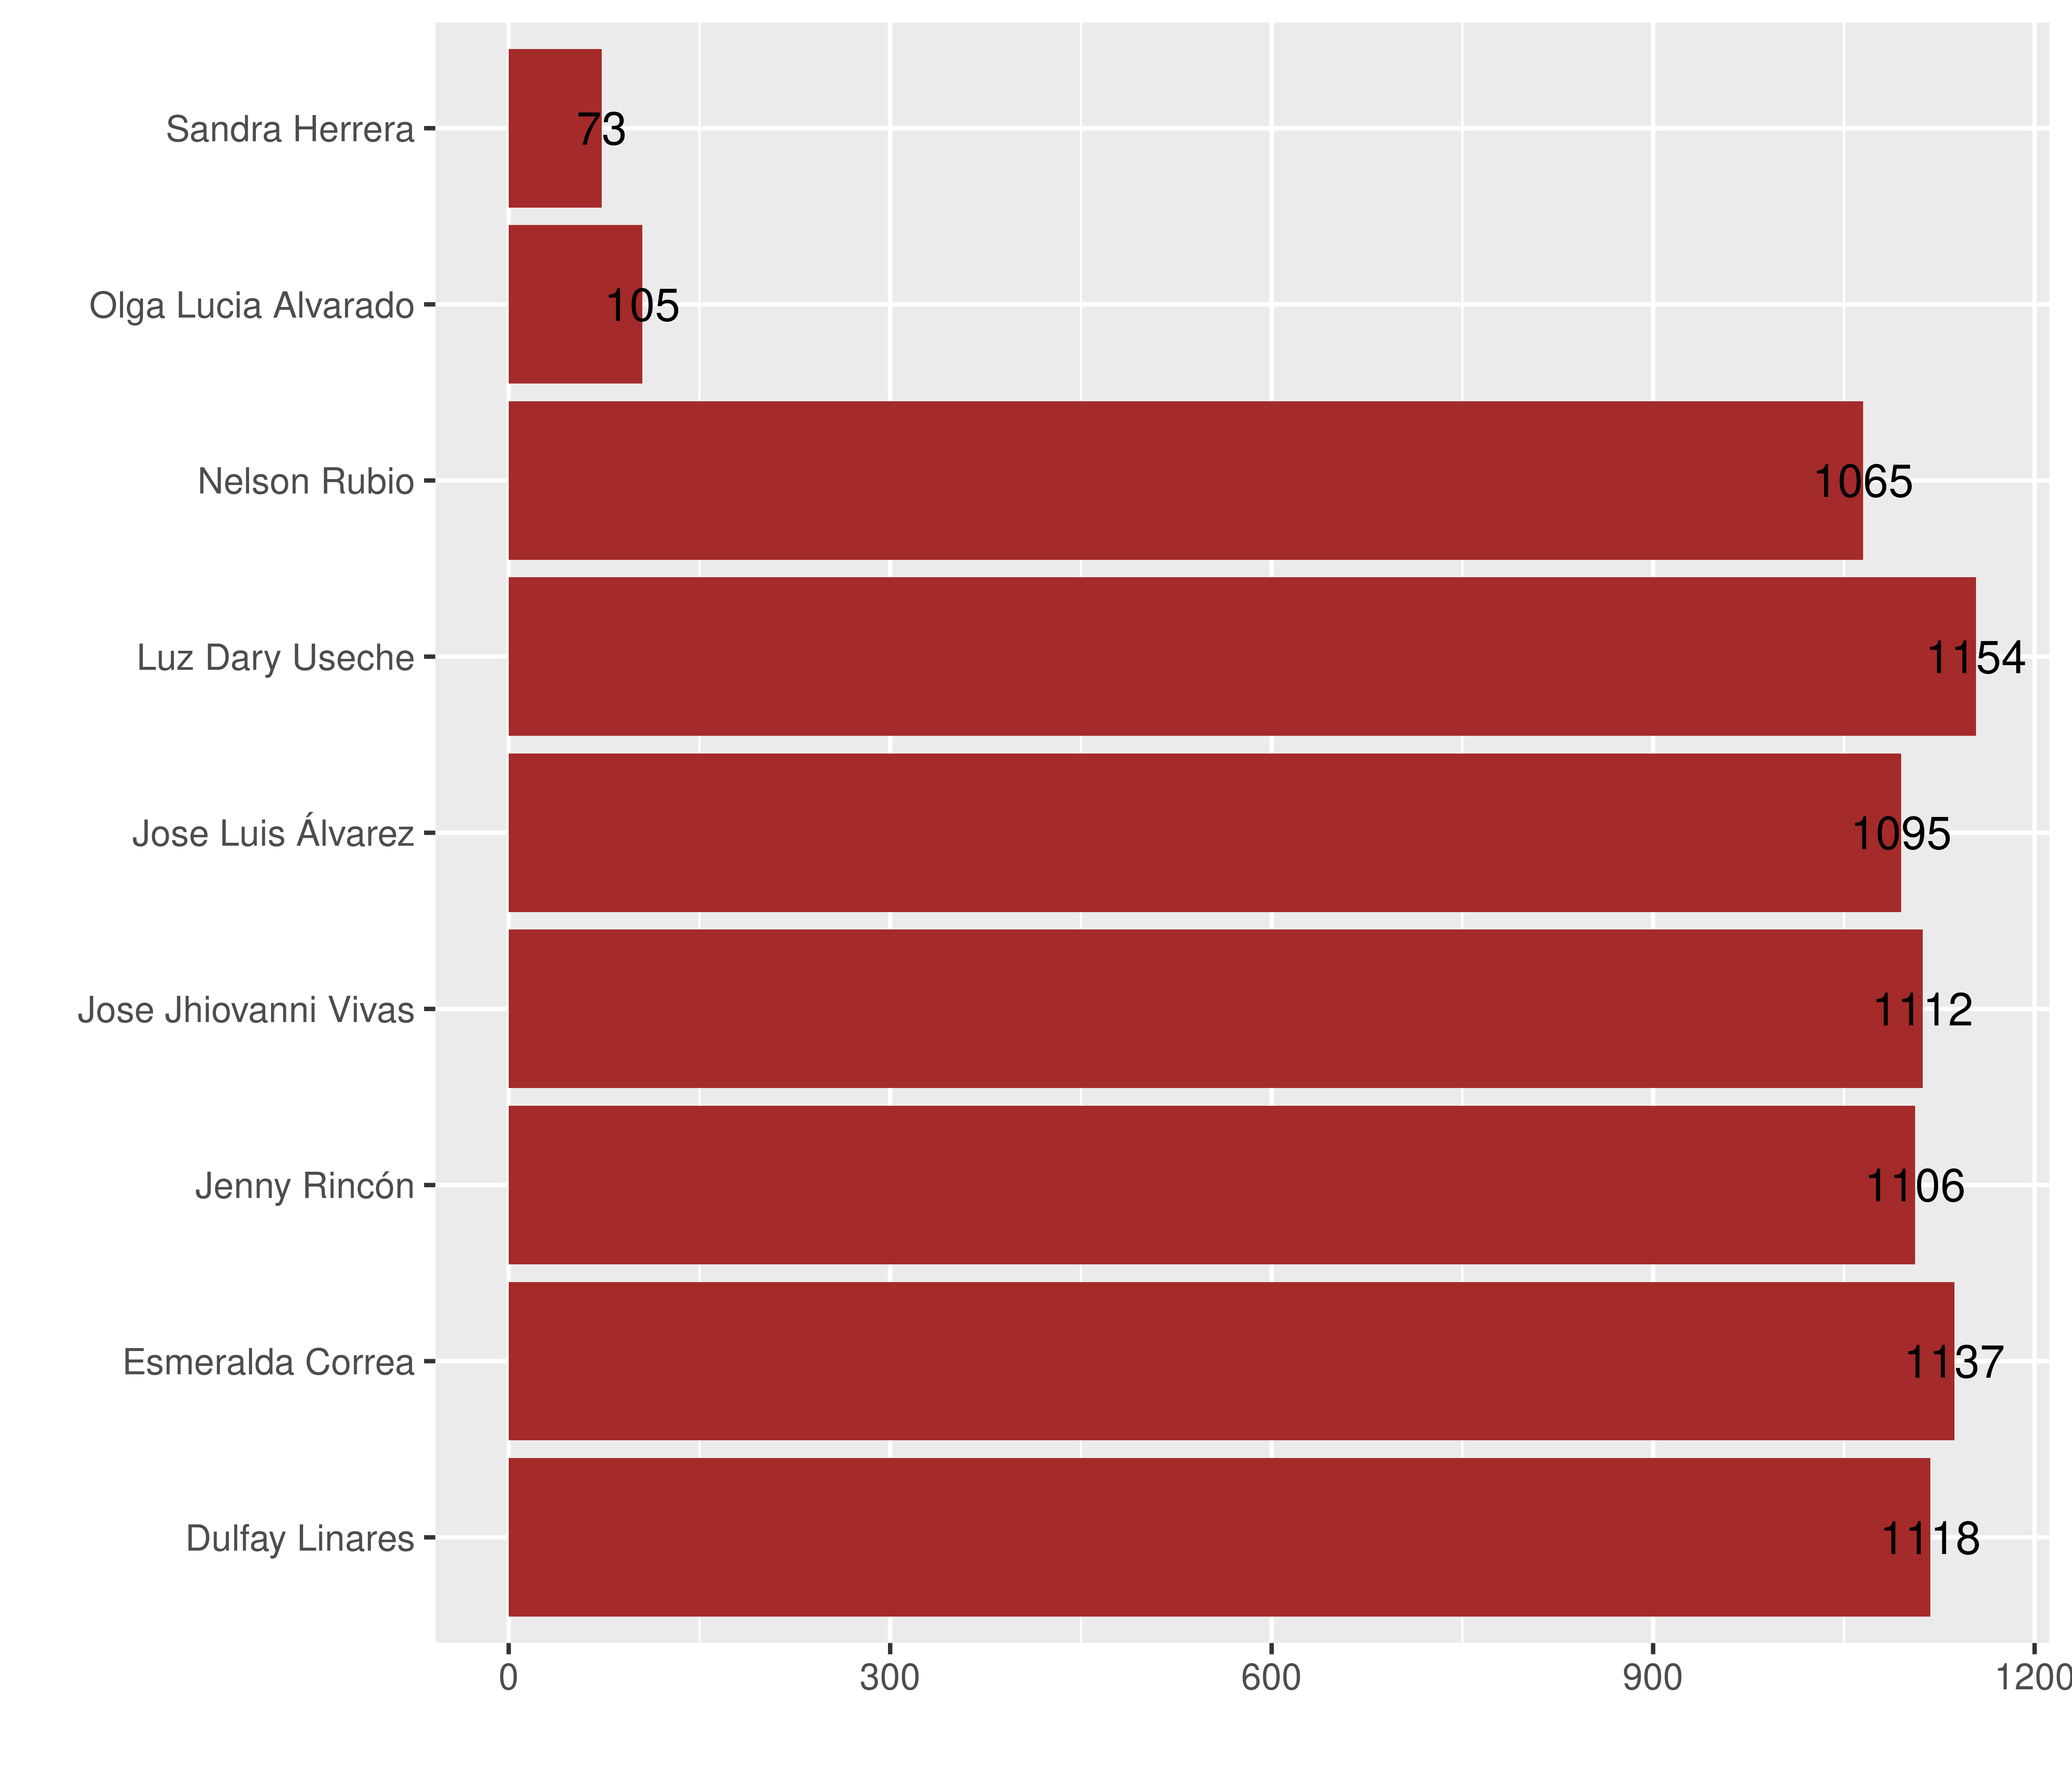 Sandra Herrera 73
Olga Lucia Alvarado 105
Nelson Rubio 1065
Luz Dary Useche 1154
Jose Luis Álvarez 1095
Jose Jhiovanni Vivas 1112
Jenny Rincón 1106
Esmeralda Correa 1137
Dulfay Linares 1118
0 300 600 900 1200